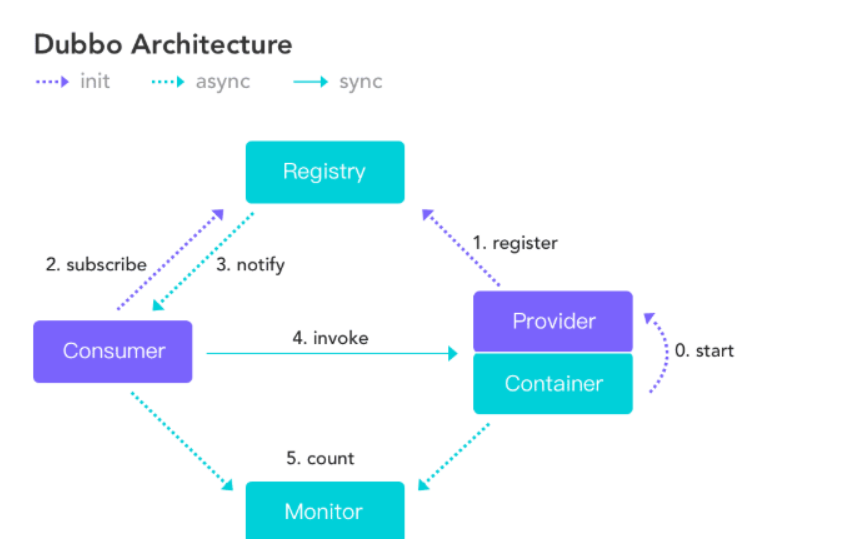 Dubbo Architecture
init async sync
Registry
1. register
2. subscribe 3. notify
Provider
4. invoke
Consumer
0. start
Container
5. count
Monitor